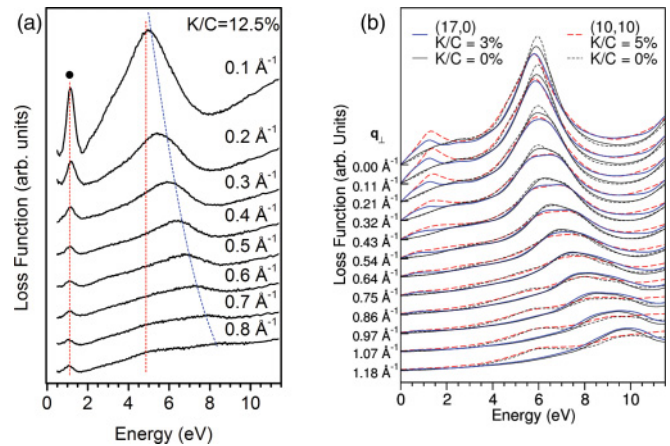 (a)
K/C=12.5%
0.1 Å⁻¹
0.2 Å⁻¹
0.3 Å⁻¹
0.4 Å⁻¹
0.5 Å⁻¹
0.6 Å⁻¹
0.7 Å⁻¹
0.8 Å⁻¹
Loss Function (arb. Units)
0 2 4 6 8 10
Energy (eV)
(b)
(17,0)
K/C = 3%
K/C = 0%
(10,10)
K/C = 5%
K/C = 0%
q⊥
0.00 Å⁻¹
0.11 Å⁻¹
0.21 Å⁻¹
0.32 Å⁻¹
0.43 Å⁻¹
0.54 Å⁻¹
0.64 Å⁻¹
0.75 Å⁻¹
0.86 Å⁻¹
0.97 Å⁻¹
1.07 Å⁻¹
1.18 Å⁻¹
Loss Function (arb. units)
0 2 4 6 8 10
Energy (eV)